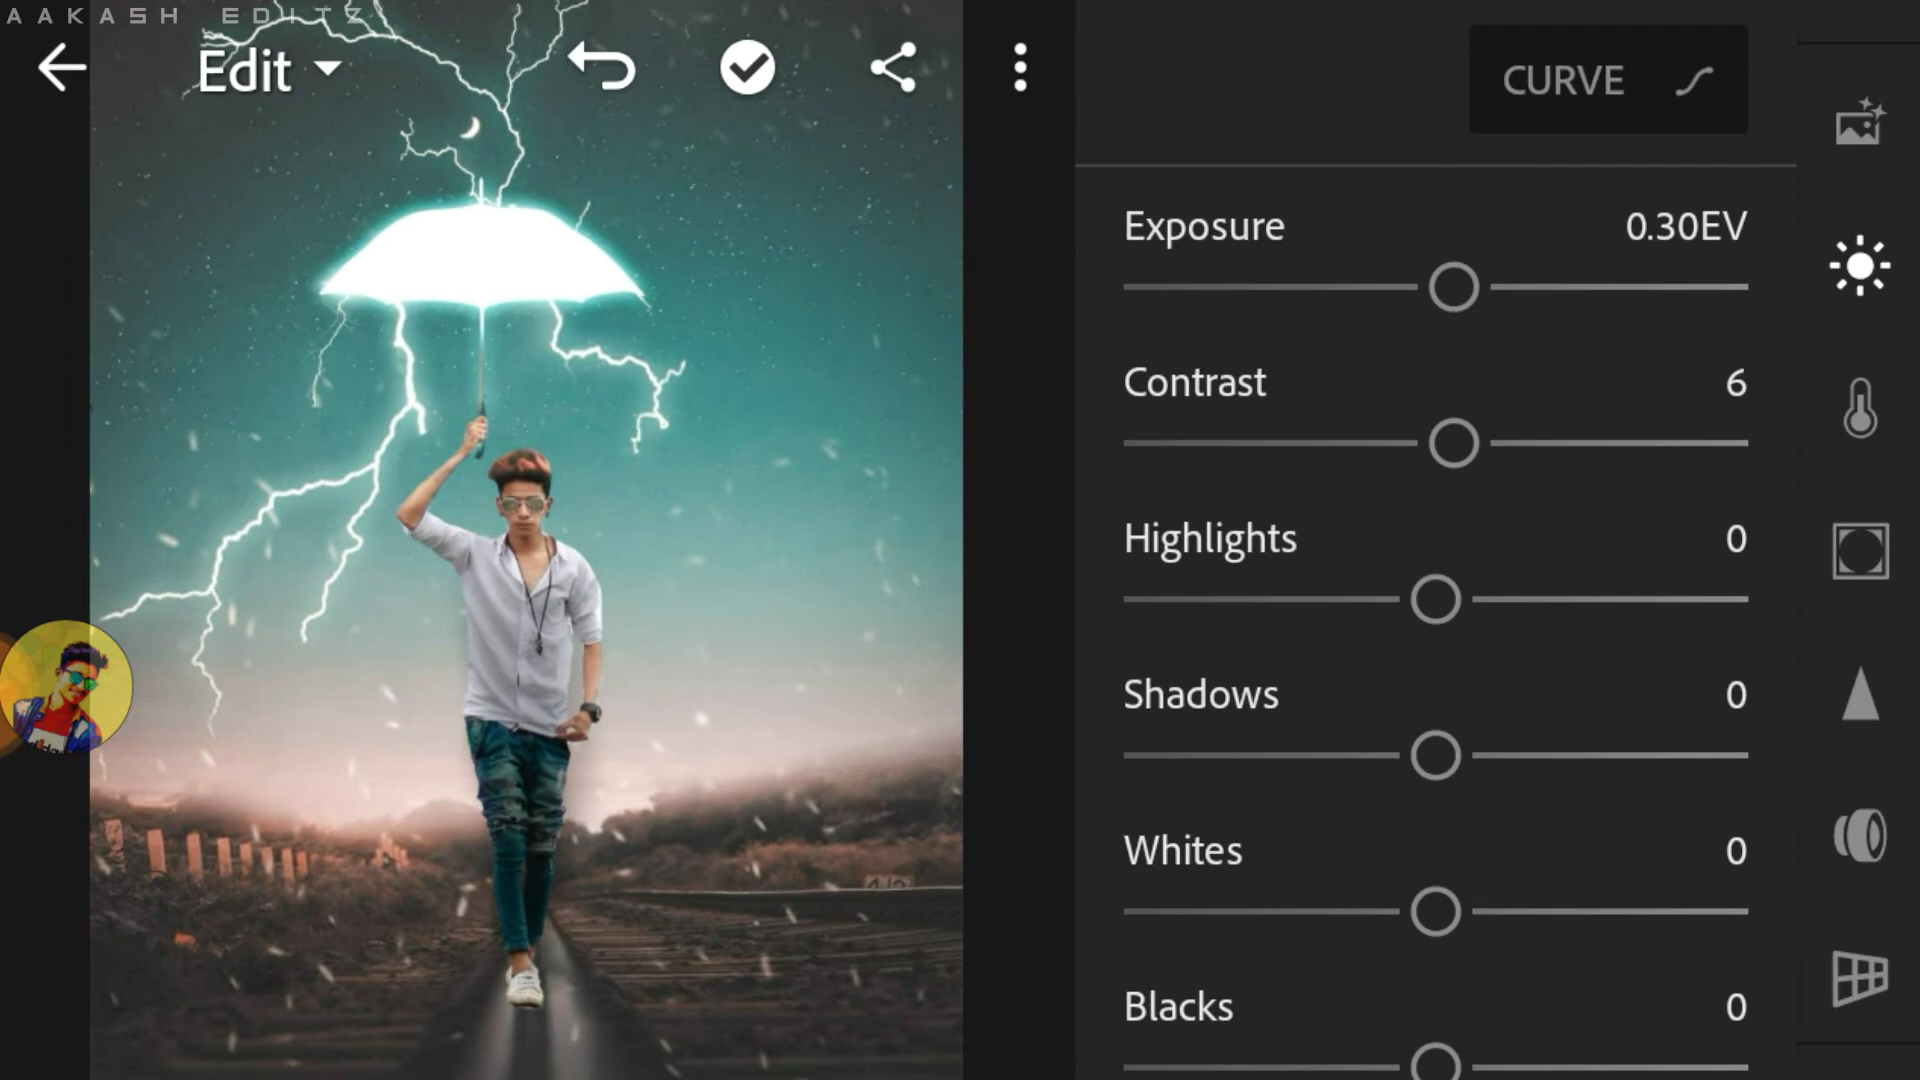 AAKASH EDITZ
Edit
CURVE
Exposure 0.30EV
Contrast 6
Highlights 0
Shadows 0
Whites 0
Blacks 0